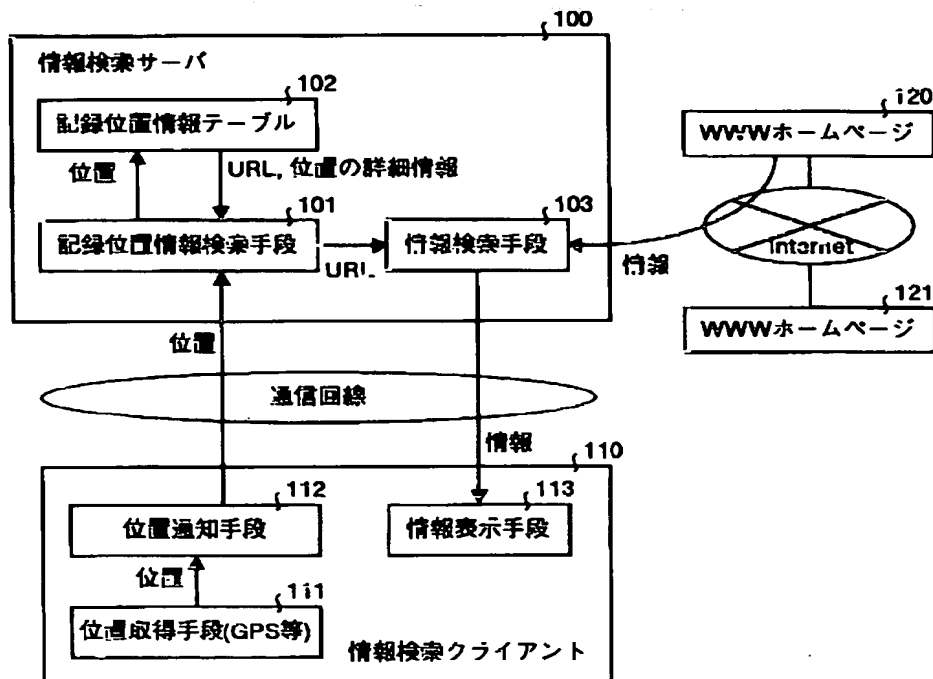 100
情報検索サーバ
102
記録位置情報テーブル
位置
URL, 位置の詳細情報
101
記録位置情報検索手段
URL
103
情報検索手段
120
WWWホームページ
Internet
情報
121
WWWホームページ
位置
通信回線
情報
110
112
位置通知手段
113
情報表示手段
位置
111
位置取得手段(GPS等)
情報検索クライアント